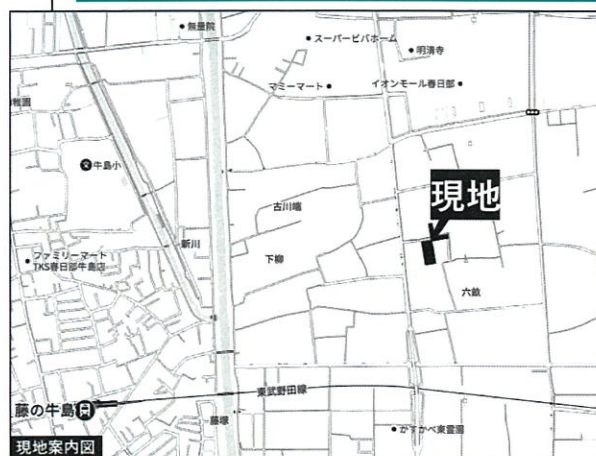 無量院
スーパービバホーム
明清寺
マミーマート
イオンモール春日部
稚園
牛島小
現地
古川端
新川
下柳
ファミリーマート
TKS春日部牛島店
六畝
東武野田線
藤の牛島
藤塚
かすかべ東霊園
現地案内図